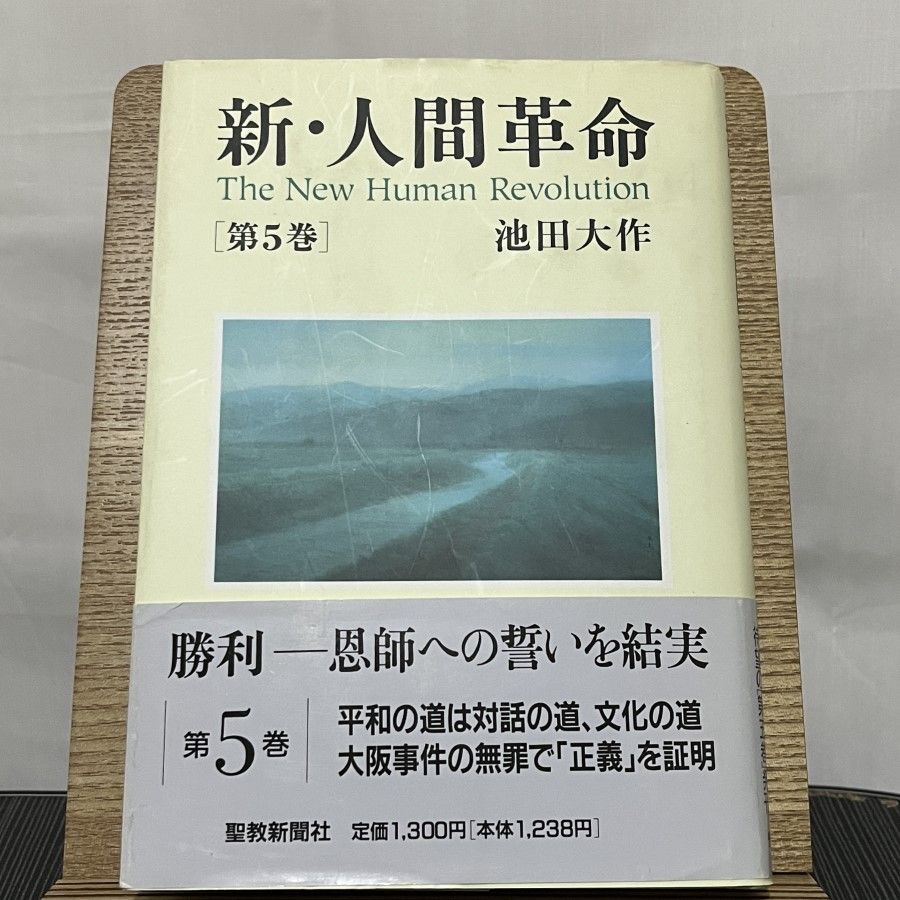 新・人間革命
The New Human Revolution
[第5巻]
池田大作
勝利―恩師への誓いを結実
第5巻
平和の道は対話の道、文化の道
大阪事件の無罪で「正義」を証明
聖教新聞社 定価1,300円[本体1,238円]